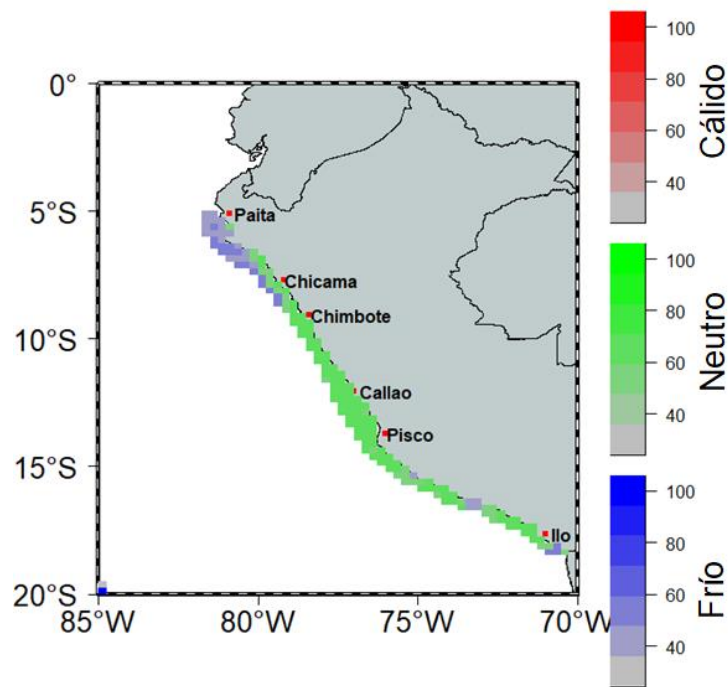 0°
5°S
10°S
15°S
20°S
85°W
80°W
75°W
70°W
Paita
Chicama
Chimbote
Callao
Pisco
Ilo
100
80
60
40
Cálido
100
80
60
40
Neutro
100
80
60
40
Frío